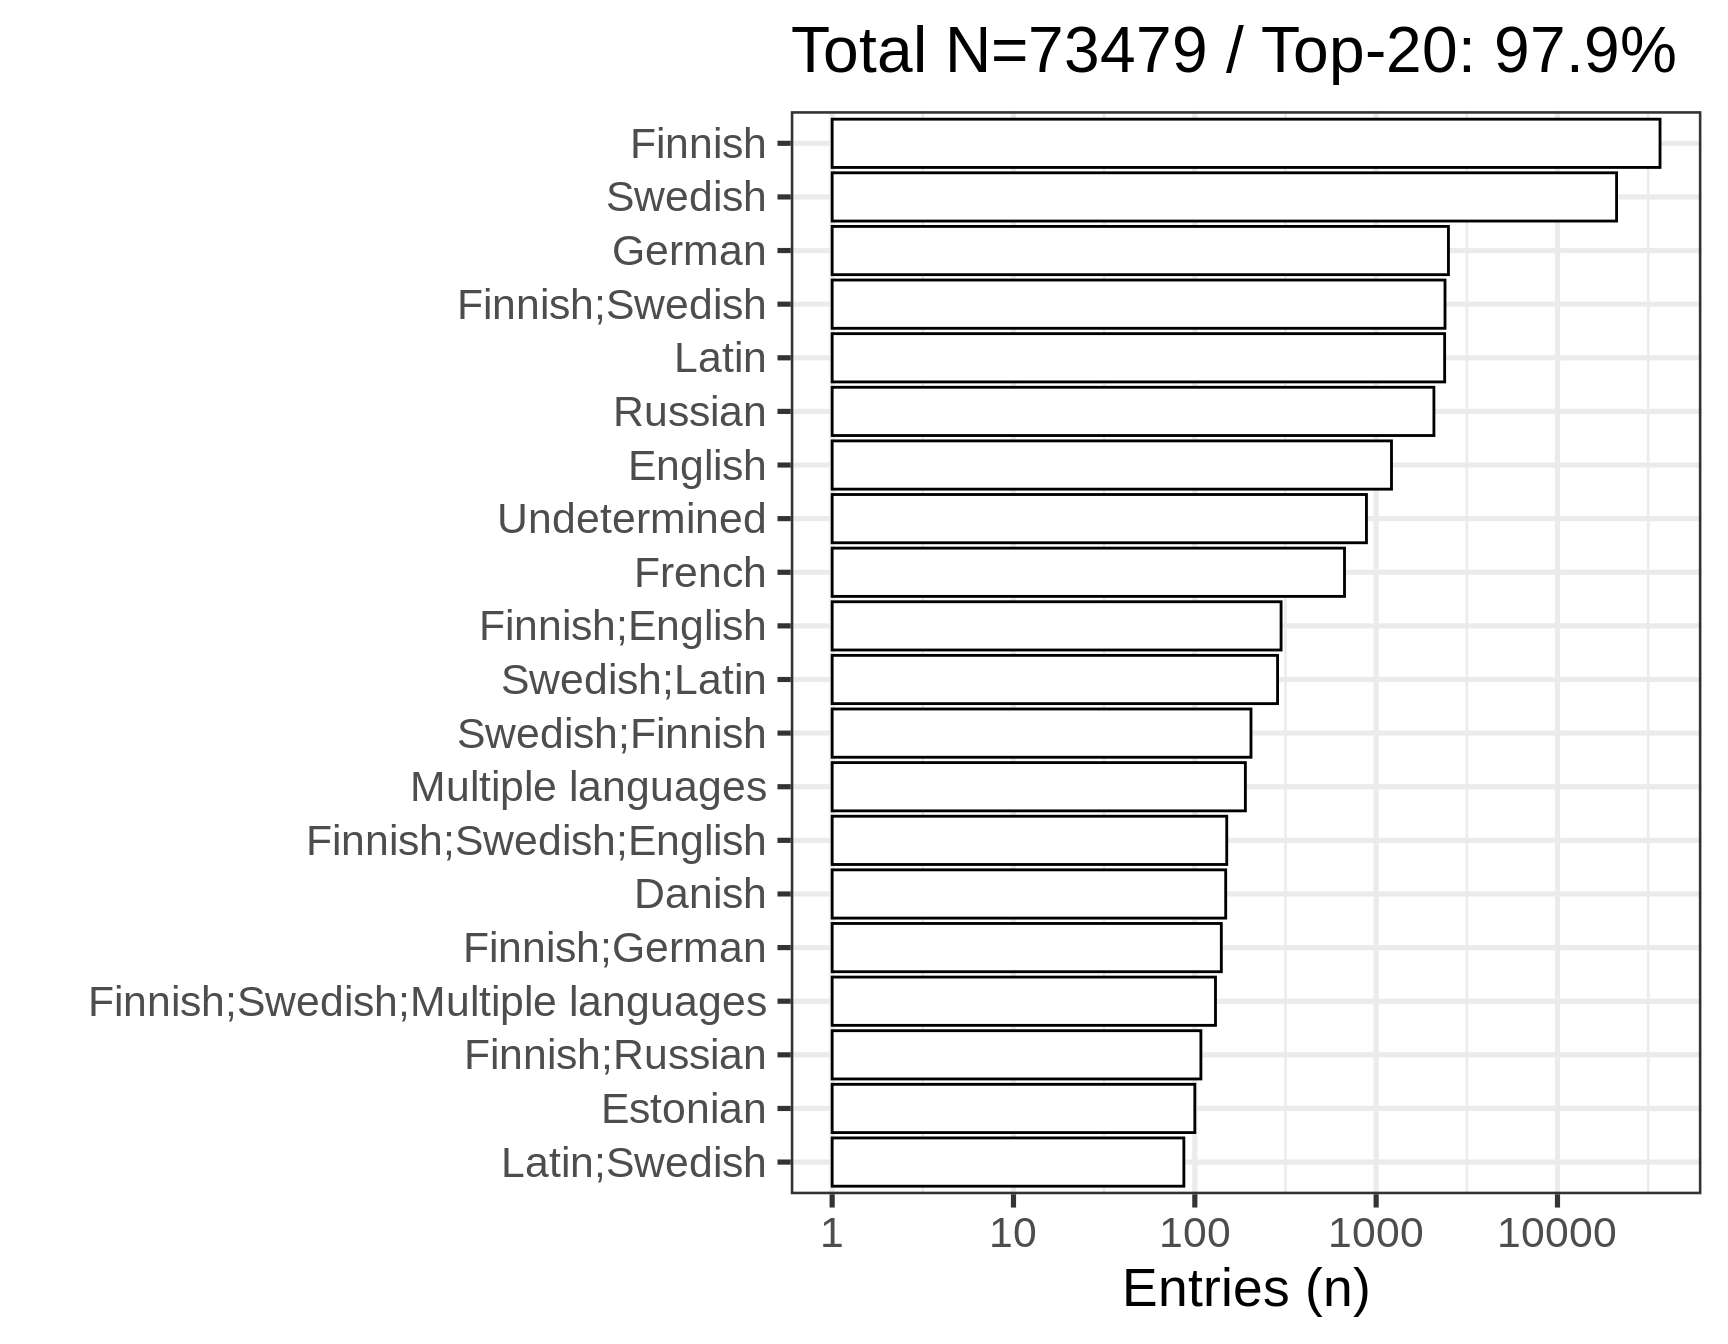 Total N=73479 / Top-20: 97.9%
Finnish
Swedish
German
Finnish;Swedish
Latin
Russian
English
Undetermined
French
Finnish;English
Swedish;Latin
Swedish;Finnish
Multiple languages
Finnish;Swedish;English
Danish
Finnish;German
Finnish;Swedish;Multiple languages
Finnish;Russian
Estonian
Latin;Swedish
1 10 100 1000 10000
Entries (n)